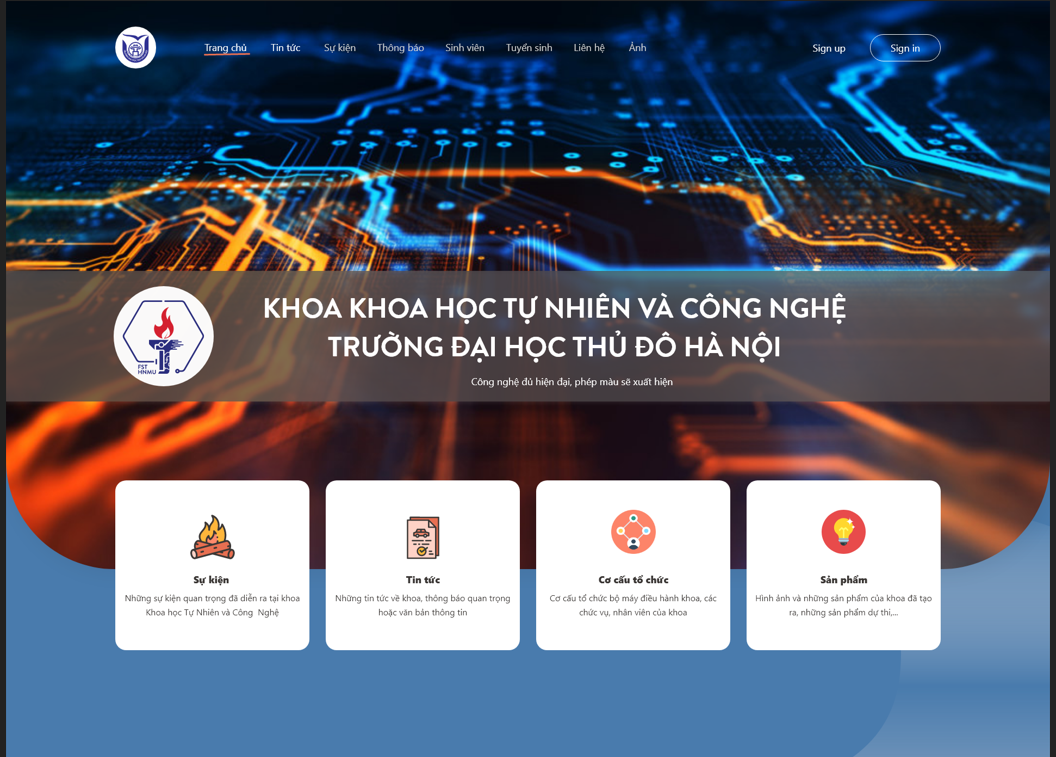 Trang chủ
Tin tức
Sự kiện
Thông báo
Sinh viên
Tuyển sinh
Liên hệ
Ảnh
Sign up
Sign in
KHOA KHOA HỌC TỰ NHIÊN VÀ CÔNG NGHỆ
TRƯỜNG ĐẠI HỌC THỦ ĐÔ HÀ NỘI
Công nghệ đủ hiện đại, phép màu sẽ xuất hiện
FST
HNMU
Sự kiện
Những sự kiện quan trọng đã diễn ra tại khoa
Khoa học Tự Nhiên và Công Nghệ
Tin tức
Những tin tức về khoa, thông báo quan trọng
hoặc văn bản thông tin
Cơ cấu tổ chức
Cơ cấu tổ chức bộ máy điều hành khoa, các
chức vụ, nhân viên của khoa
Sản phẩm
Hình ảnh và những sản phẩm của khoa đã tạo
ra, những sản phẩm dự thi,...